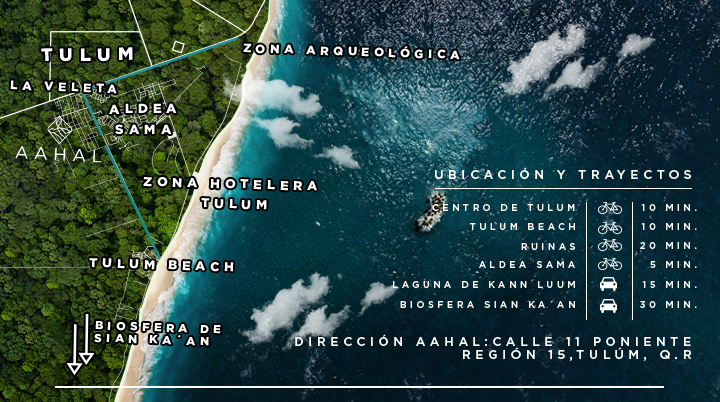 TULUM
ZONA ARQUEOLÓGICA
LA VELETA
ALDEA
SAMA
AAHAL
ZONA HOTELERA
TULUM
TULUM BEACH
BIOSFERA DE
SIAN KA´AN
UBICACIÓN Y TRAYECTOS
CENTRO DE TULUM 10 MIN.
TULUM BEACH 10 MIN.
RUINAS 20 MIN.
ALDEA SAMA 5 MIN.
LAGUNA DE KANN´LUUM 15 MIN.
BIOSFERA SIAN KA.´AN 30 MIN.
DIRECCIÓN AAHAL:CALLE 11 PONIENTE
REGIÓN 15,TULÚM, Q.R